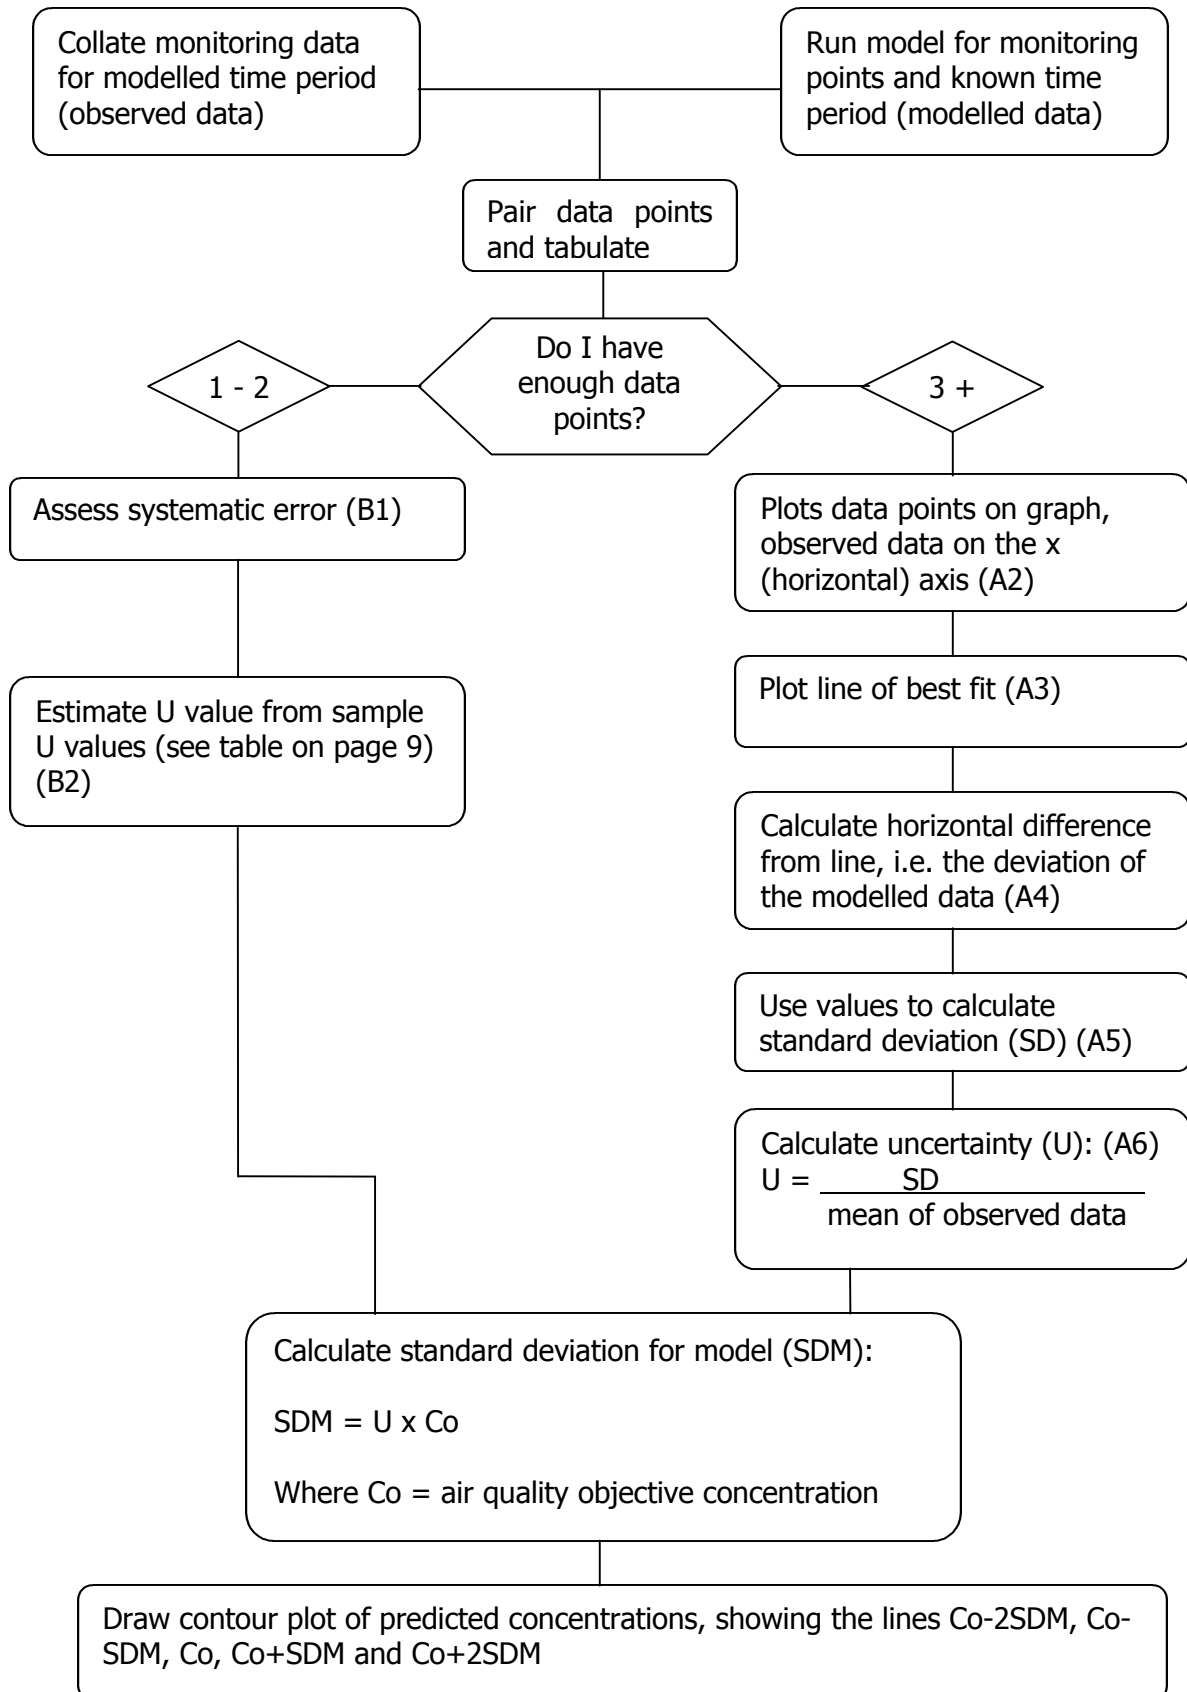 Collate monitoring data
for modelled time period
(observed data)
Run model for monitoring
points and known time
period (modelled data)
Pair data points
and tabulate
Do I have
enough data
points?
1 - 2
3 +
Assess systematic error (B1)
Estimate U value from sample
U values (see table on page 9)
(B2)
Plots data points on graph,
observed data on the x
(horizontal) axis (A2)
Plot line of best fit (A3)
Calculate horizontal difference
from line, i.e. the deviation of
the modelled data (A4)
Use values to calculate
standard deviation (SD) (A5)
Calculate uncertainty (U): (A6)
U = SD
mean of observed data
Calculate standard deviation for model (SDM):
SDM = U x Co
Where Co = air quality objective concentration
Draw contour plot of predicted concentrations, showing the lines Co-2SDM, Co-
SDM, Co, Co+SDM and Co+2SDM